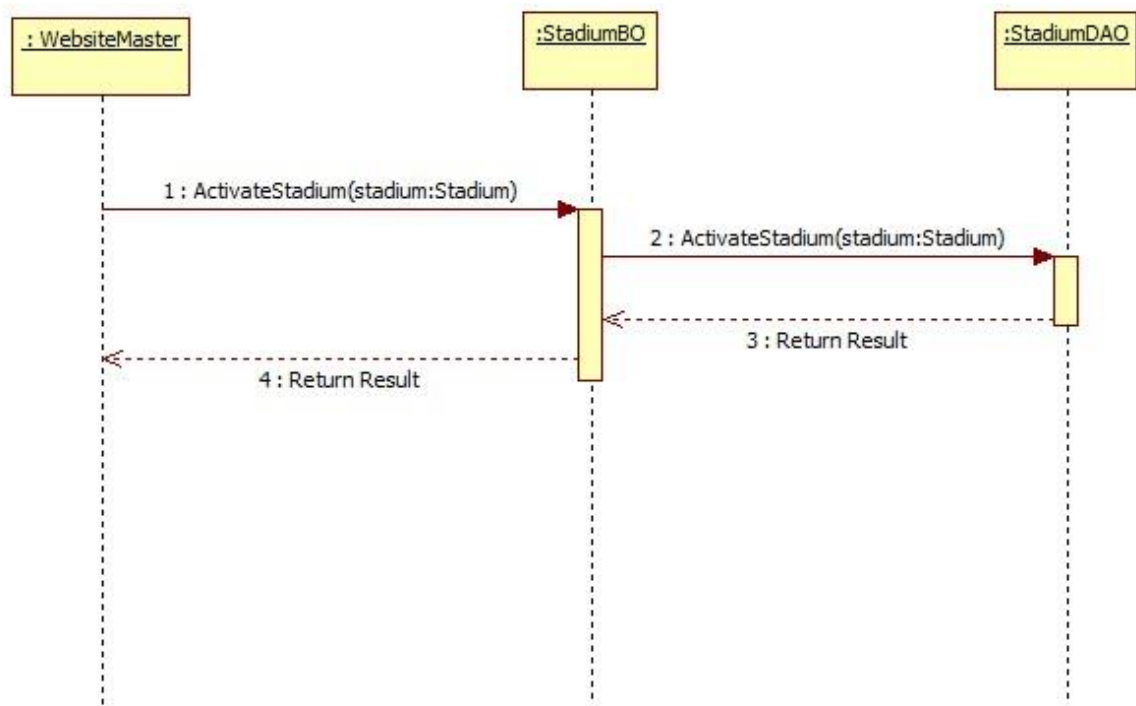 : WebsiteMaster
:StadiumBO
:StadiumDAO
1 : ActivateStadium(stadium:Stadium)
2 : ActivateStadium(stadium:Stadium)
3 : Return Result
4 : Return Result